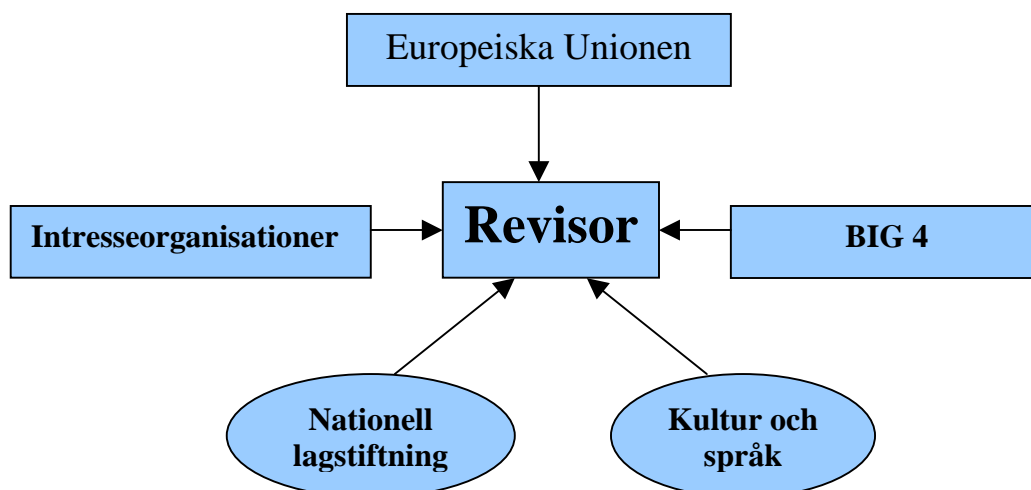 Europeiska Unionen
Intresseorganisationer
Revisor
BIG 4
Nationell
lagstiftning
Kultur och
språk